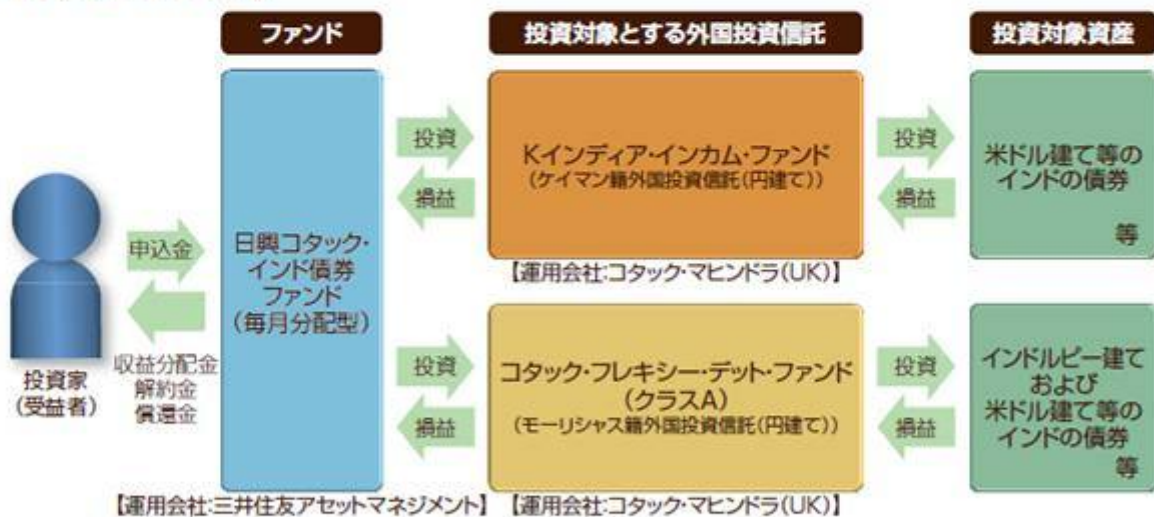 ファンド
投資対象とする外国投資信託
投資対象資産
投資家
(受益者)
申込金
収益分配金
解約金
償還金
日興コタック・
インド債券
ファンド
(毎月分配型)
【運用会社:三井住友アセットマネジメント】
投資
損益
Kインディア・インカム・ファンド
(ケイマン籍外国投資信託(円建て))
【運用会社:コタック・マヒンドラ(UK)】
投資
損益
米ドル建て等の
インドの債券
等
投資
損益
コタック・フレキシー・デット・ファンド
(クラスA)
(モーリシャス籍外国投資信託(円建て))
【運用会社:コタック・マヒンドラ(UK)】
投資
損益
インドルピー建て
および
米ドル建て等の
インドの債券
等